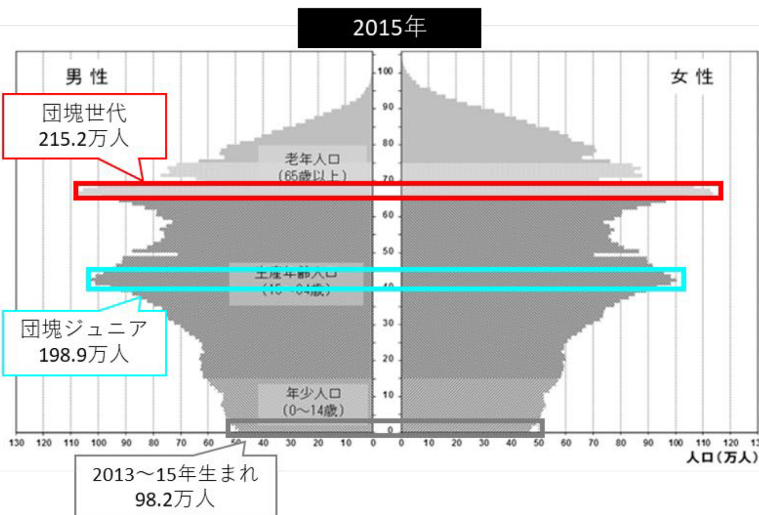 2015年
男 性
女 性
団塊世代
215.2万人
老年人口
(65歳以上)
生産年齢人口
(15〜64歳)
団塊ジュニア
198.9万人
年少人口
(0〜14歳)
100
90
80
70
60
50
40
30
20
10
0
130 120 110 100 90 80 70 60 50 40 30 20 10 0
0 10 20 30 40 50 60 70 80 90 100 110 120 130
人口(万人)
2013〜15年生まれ
98.2万人